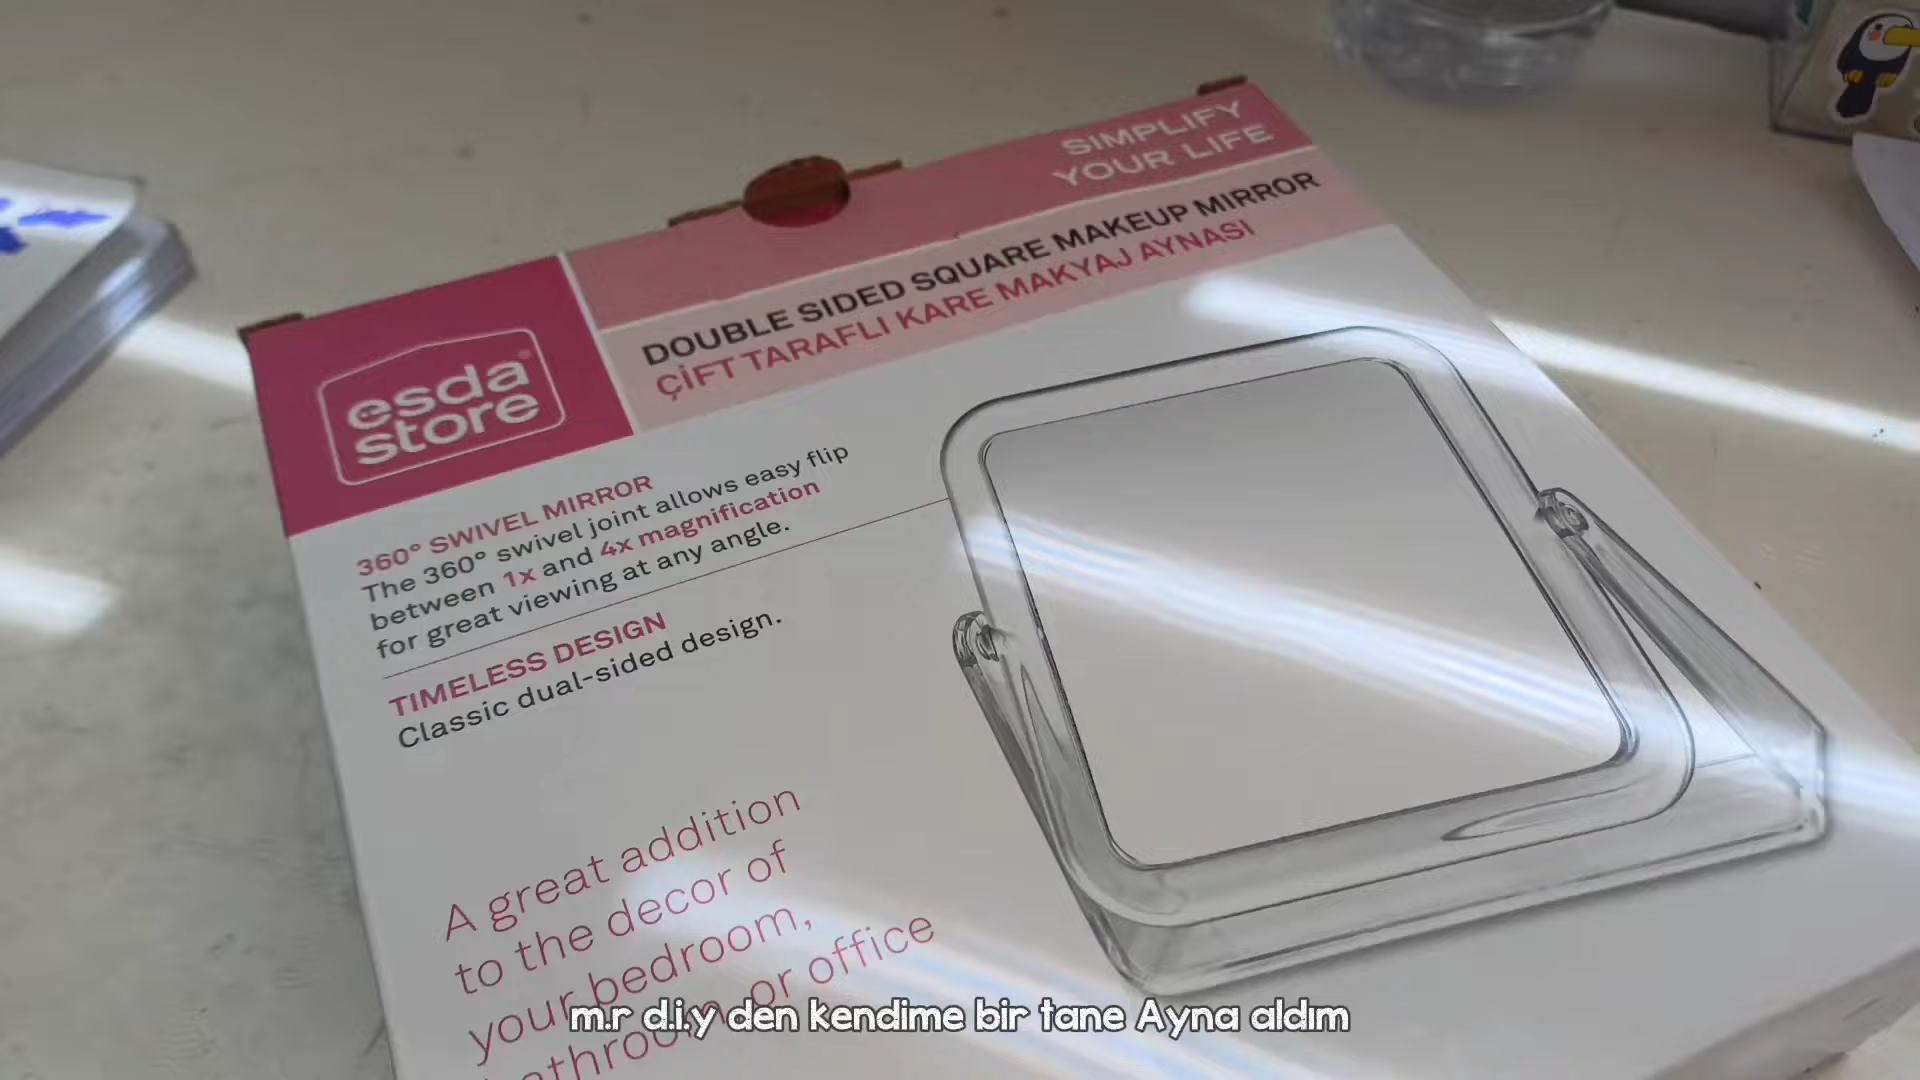 SIMPLIFY
YOUR LIFE
DOUBLE SIDED SQUARE MAKEUP MIRROR
ÇİFT TARAFLI KARE MAKYAJ AYNASI
esda
store
360° SWIVEL MIRROR
The 360° swivel joint allows easy flip
between 1x and 4x magnification
for great viewing at any angle.
TIMELESS DESIGN
Classic dual-sided design.
A great addition
to the decor of
your bedroom,
bathroom, or office
m.r d.i.y den kendime bir tane Ayna aldım